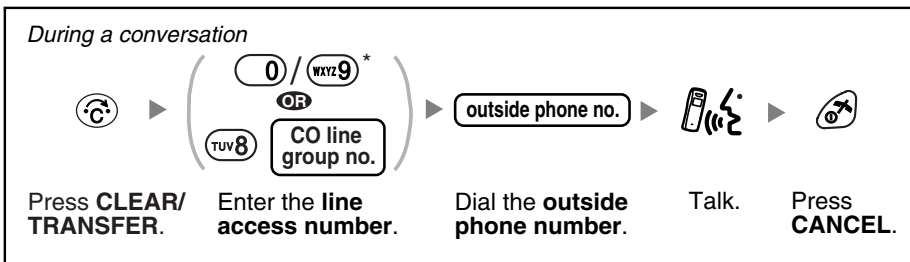 During a conversation
0 / WXYZ9 *
OR
TUV8 CO line
group no.
outside phone no.
C
Press CLEAR/
TRANSFER.
Enter the line
access number.
Dial the outside
phone number.
Talk.
Press
CANCEL.